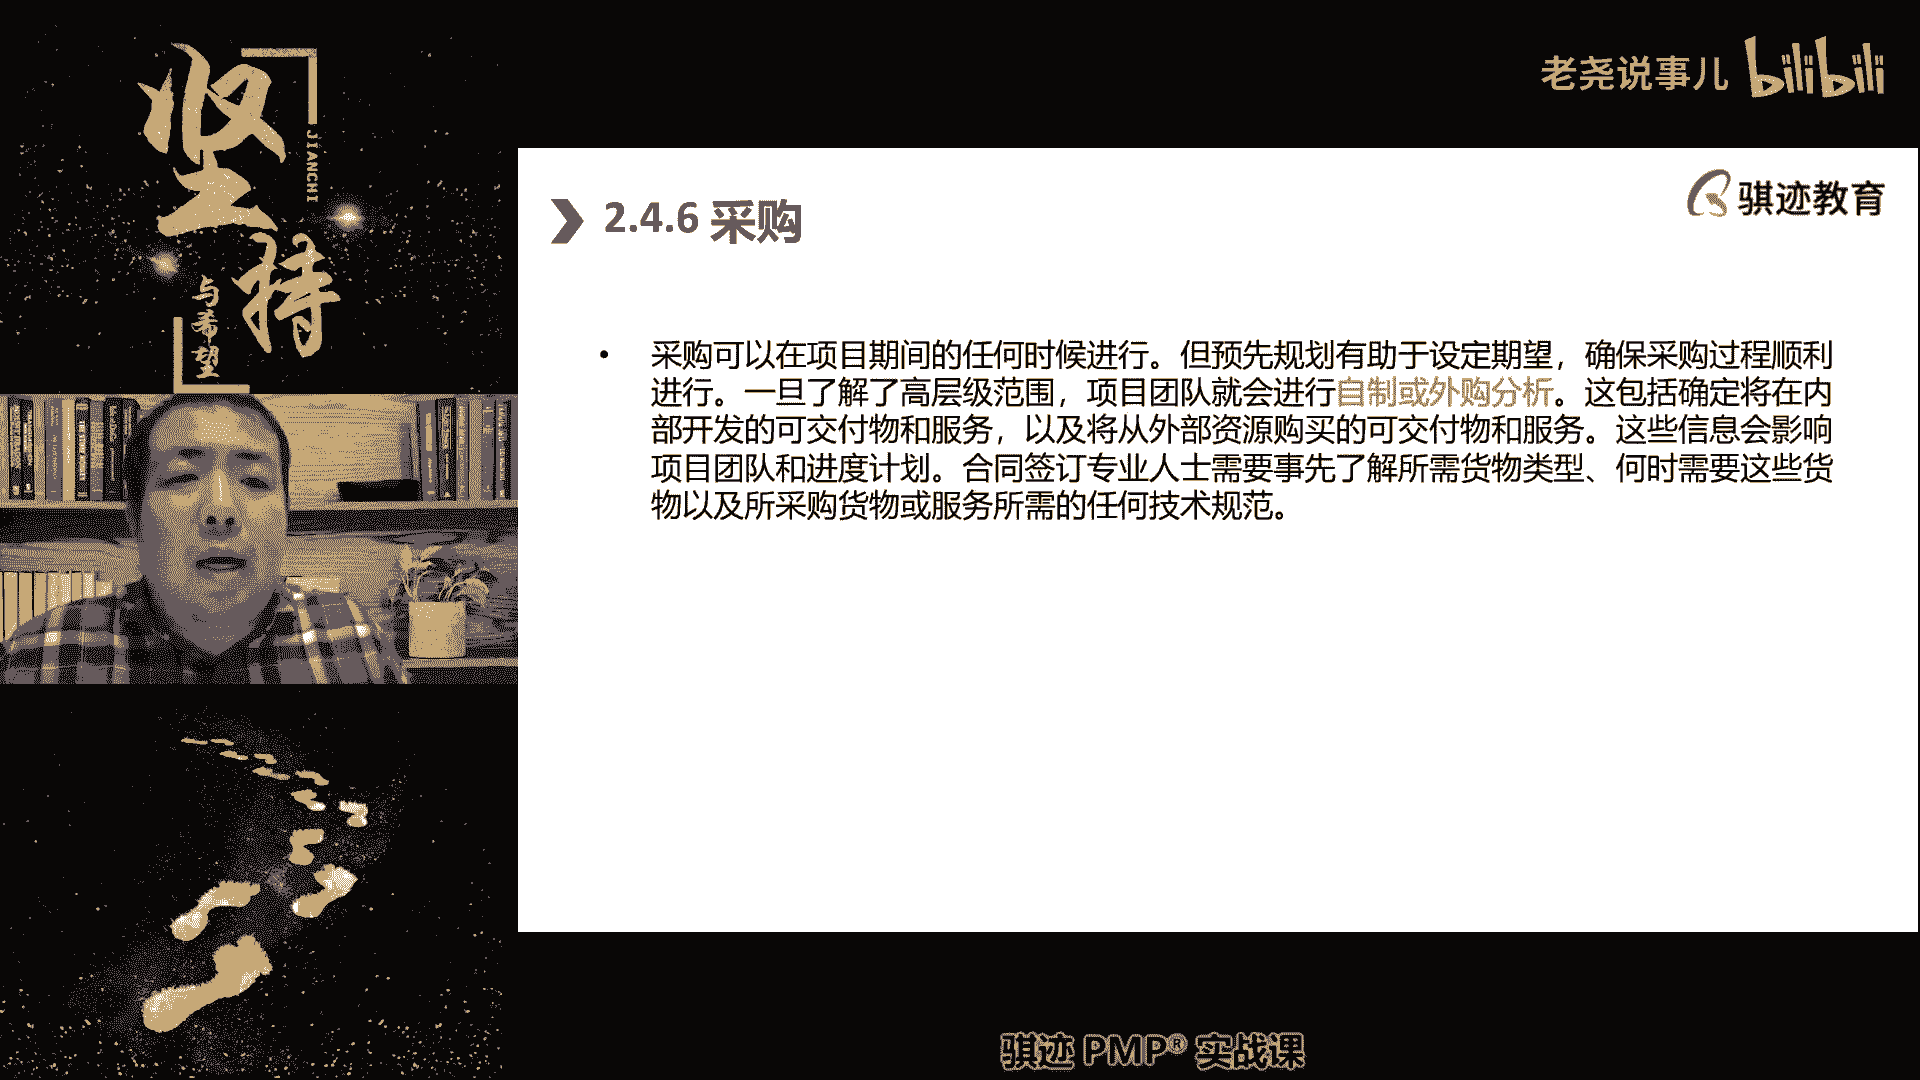 坚持
JIANCHI
与希望
老尧说事儿 bilibili
骐迹教育
2.4.6 采购
• 采购可以在项目期间的任何时候进行。但预先规划有助于设定期望，确保采购过程顺利
进行。一旦了解了高层级范围，项目团队就会进行自制或外购分析。这包括确定将在内
部开发的可交付物和服务，以及将从外部资源购买的可交付物和服务。这些信息会影响
项目团队和进度计划。合同签订专业人士需要事先了解所需货物类型、何时需要这些货
物以及所采购货物或服务所需的任何技术规范。
骐迹 PMP® 实战课